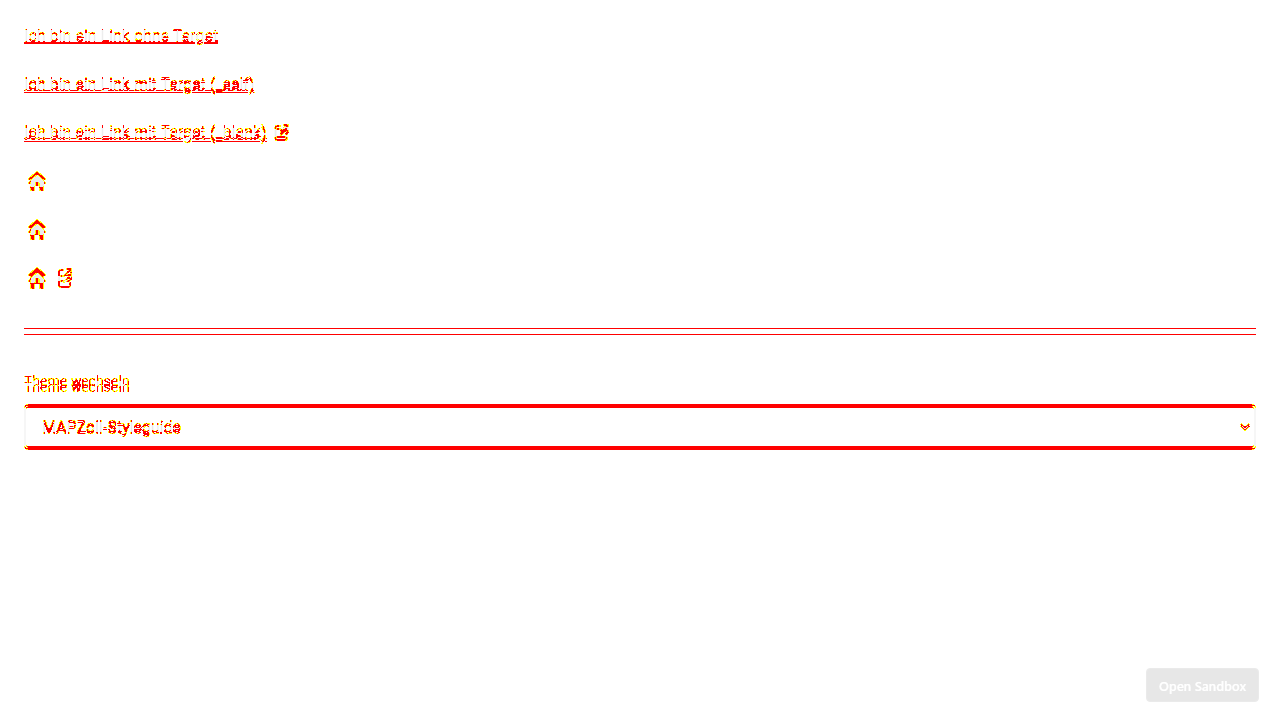 Ich bin ein Link ohne Target
Ich bin ein Link mit Target (_self)
Ich bin ein Link mit Target (_blank)
Theme wechseln
MAPZoll-Styleguide
Open Sandbox